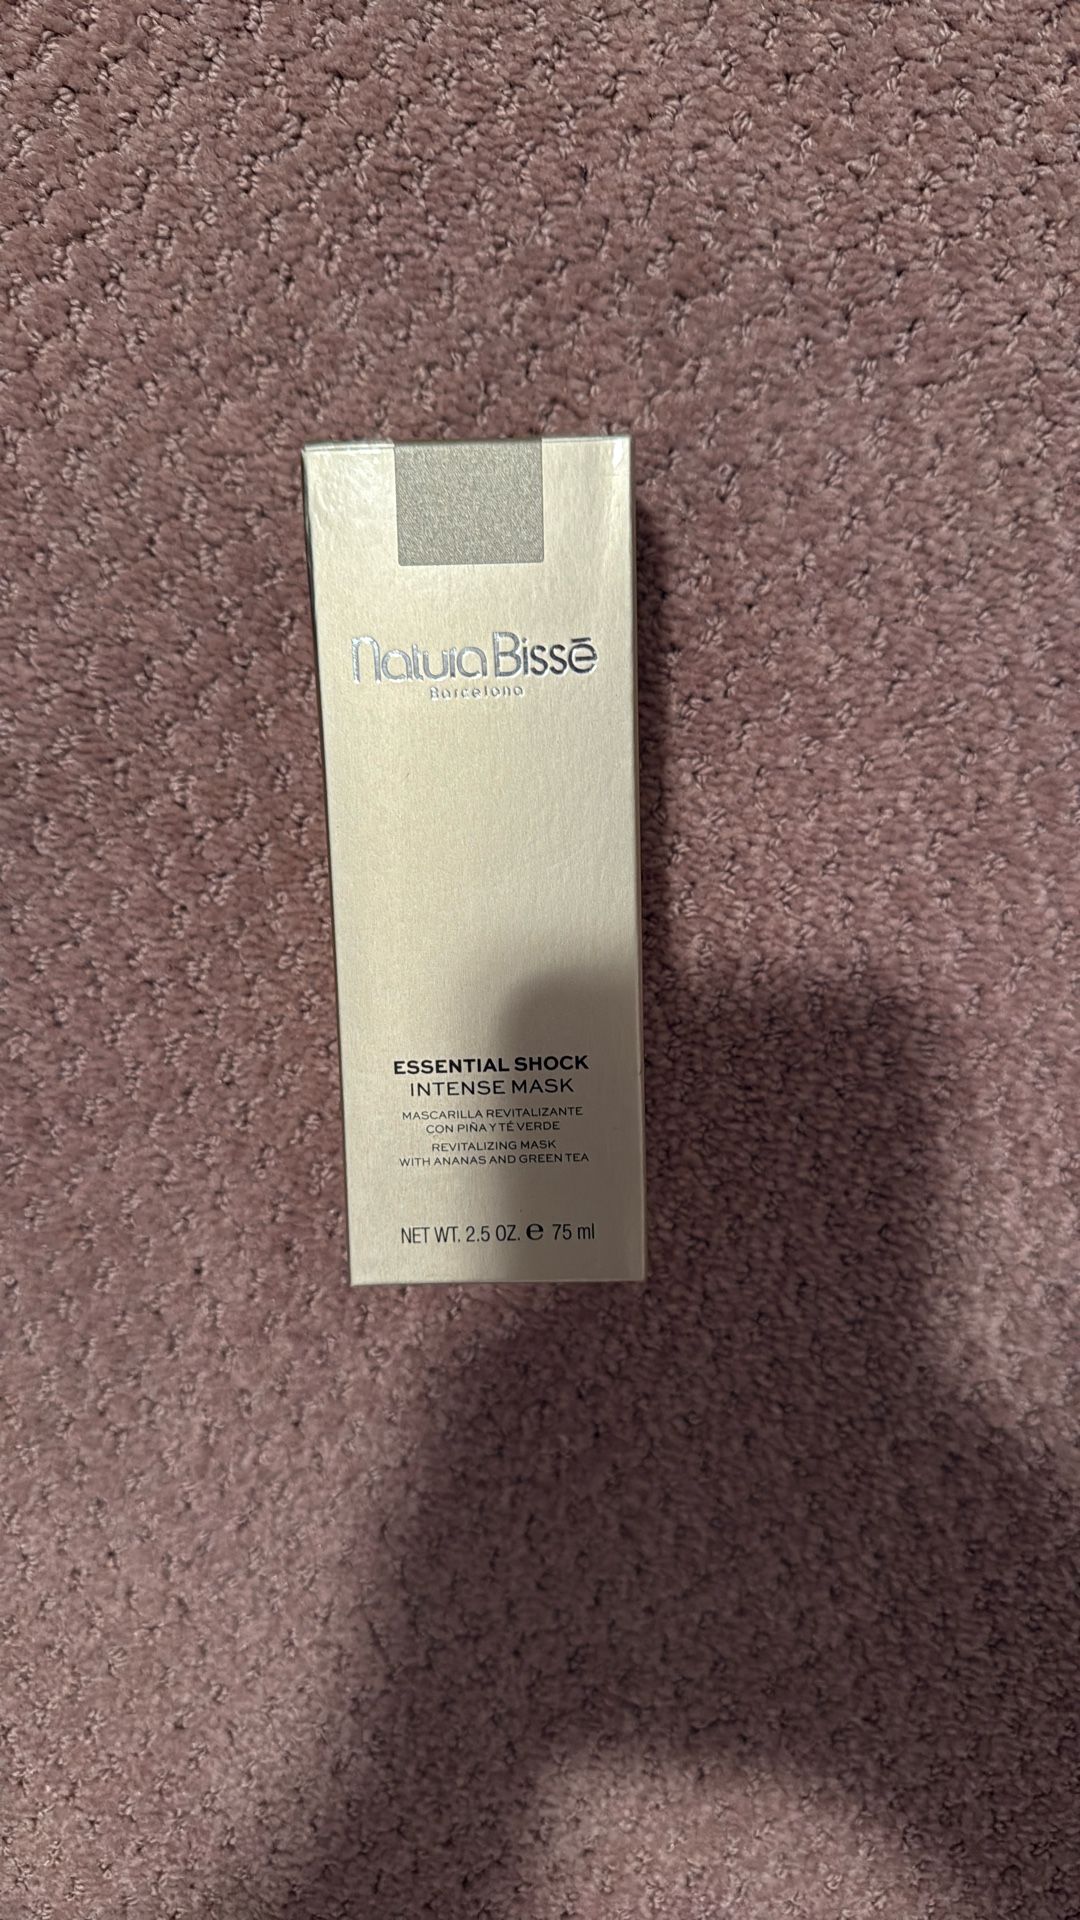 Natura Bissē
Barcelona
ESSENTIAL SHOCK
INTENSE MASK
MASCARILLA REVITALIZANTE
CON PIÑA Y TÉ VERDE
REVITALIZING MASK
WITH ANANAS AND GREEN TEA
NET WT. 2.5 OZ. ℮ 75 ml